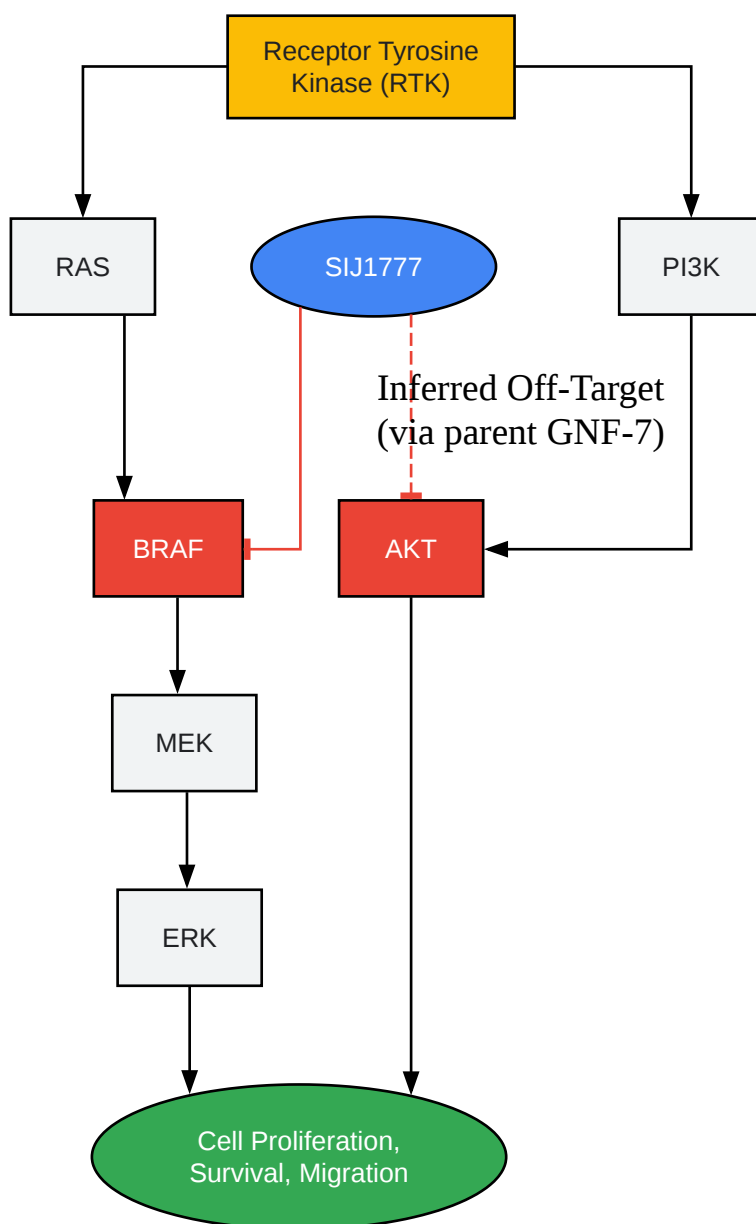 Receptor Tyrosine
Kinase (RTK)
RAS
SIJ1777
PI3K
Inferred Off-Target
(via parent GNF-7)
BRAF
AKT
MEK
ERK
Cell Proliferation,
Survival, Migration